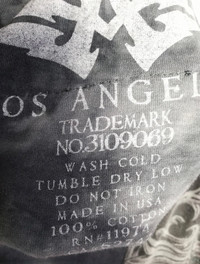 OS ANGEL
TRADEMARK
NO.3109069
WASH COLD
TUMBLE DRY LOW
DO NOT IRON
MADE IN USA
100% COTTON